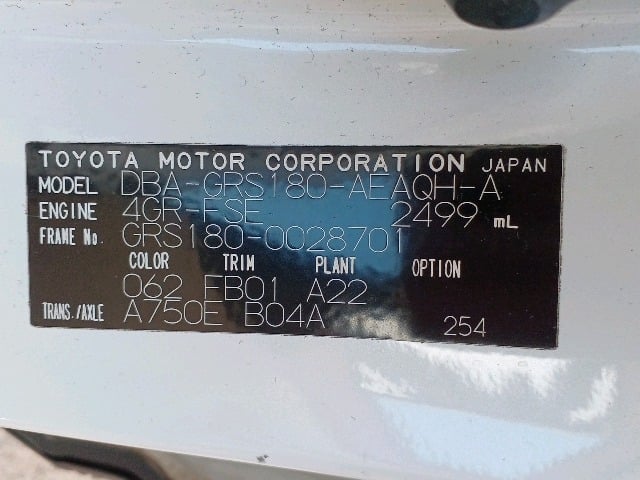 TOYOTA MOTOR CORPORATION JAPAN
MODEL DBA-GRS180-AEAQH-A
ENGINE 4GR-FSE 2499 mL
FRAME No. GRS180-0028701
COLOR TRIM PLANT OPTION
062 FB01 A22
TRANS./AXLE A750E B04A
254